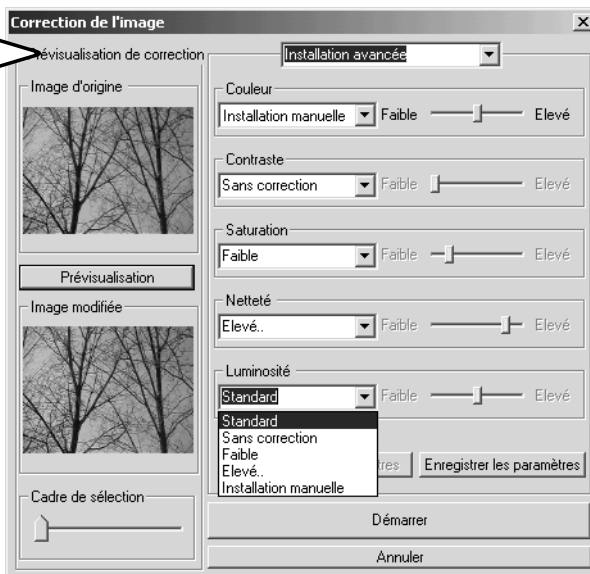 Correction de l'image
Prévisualisation de correction
Installation avancée
Image d'origine
Prévisualisation
Image modifiée
Cadre de sélection
Couleur
Installation manuelle Faible Elevé
Contraste
Sans correction Faible Elevé
Saturation
Faible Faible Elevé
Netteté
Elevé.. Faible Elevé
Luminosité
Standard Faible Elevé
Standard
Sans correction
Faible
Elevé..
Installation manuelle
Enregistrer les paramètres
Démarrer
Annuler